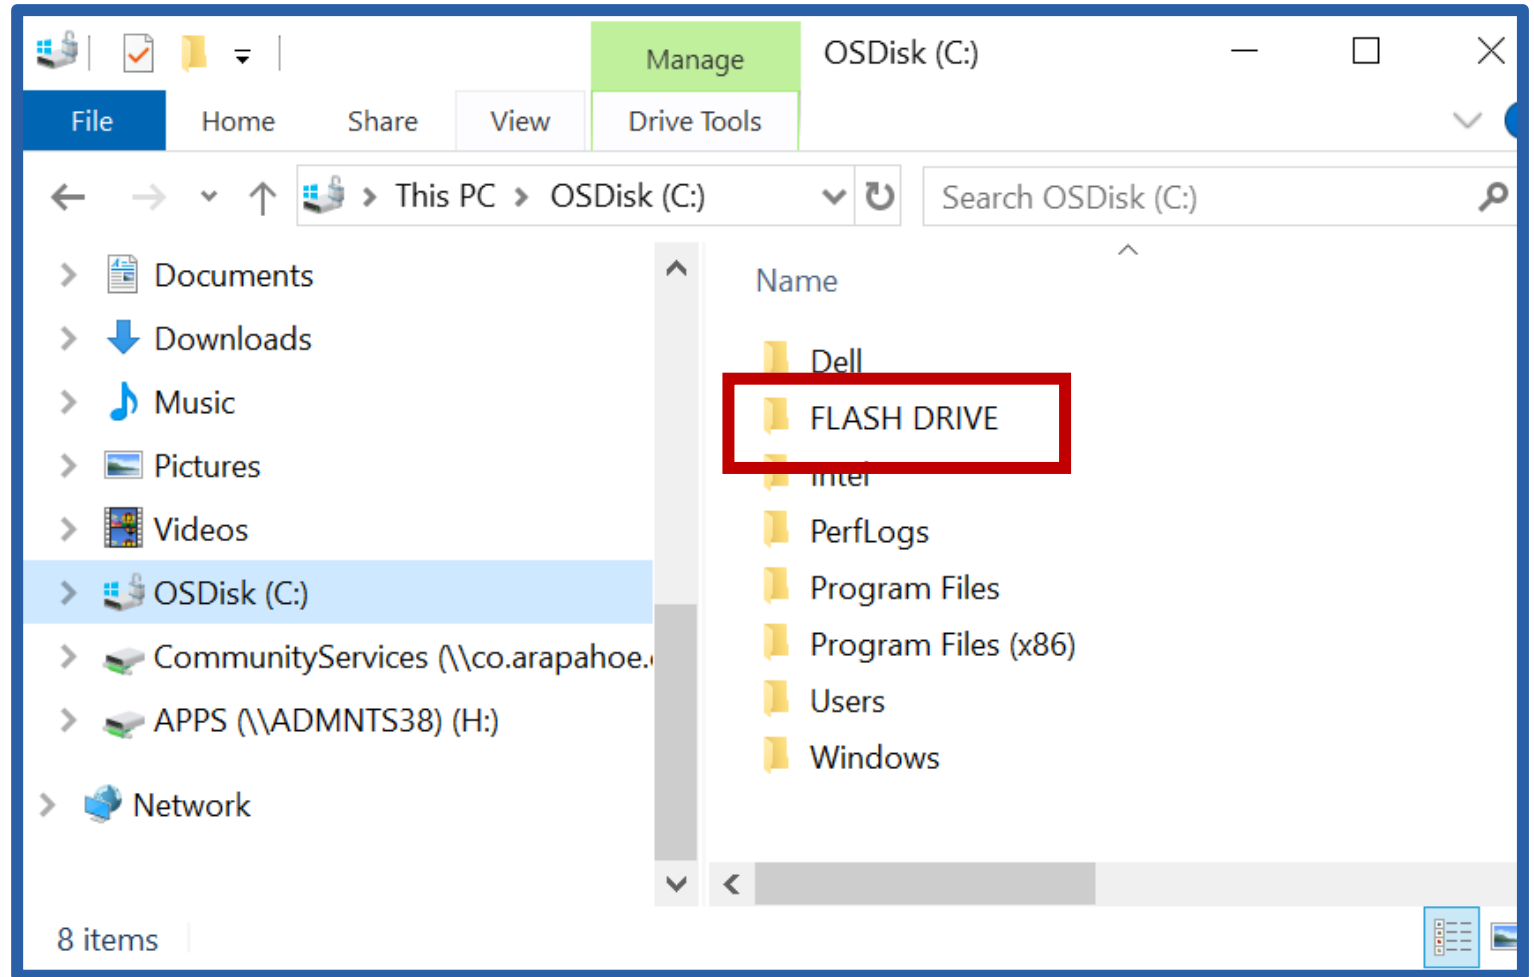 Manage
OSDisk (C:)
File
Home
Share
View
Drive Tools
This PC
OSDisk (C:)
Search OSDisk (C:)
Documents
Downloads
Music
Pictures
Videos
OSDisk (C:)
CommunityServices (\\co.arapahoe.
APPS (\\ADMNTS38) (H:)
Network
Name
Dell
FLASH DRIVE
Intel
PerfLogs
Program Files
Program Files (x86)
Users
Windows
8 items